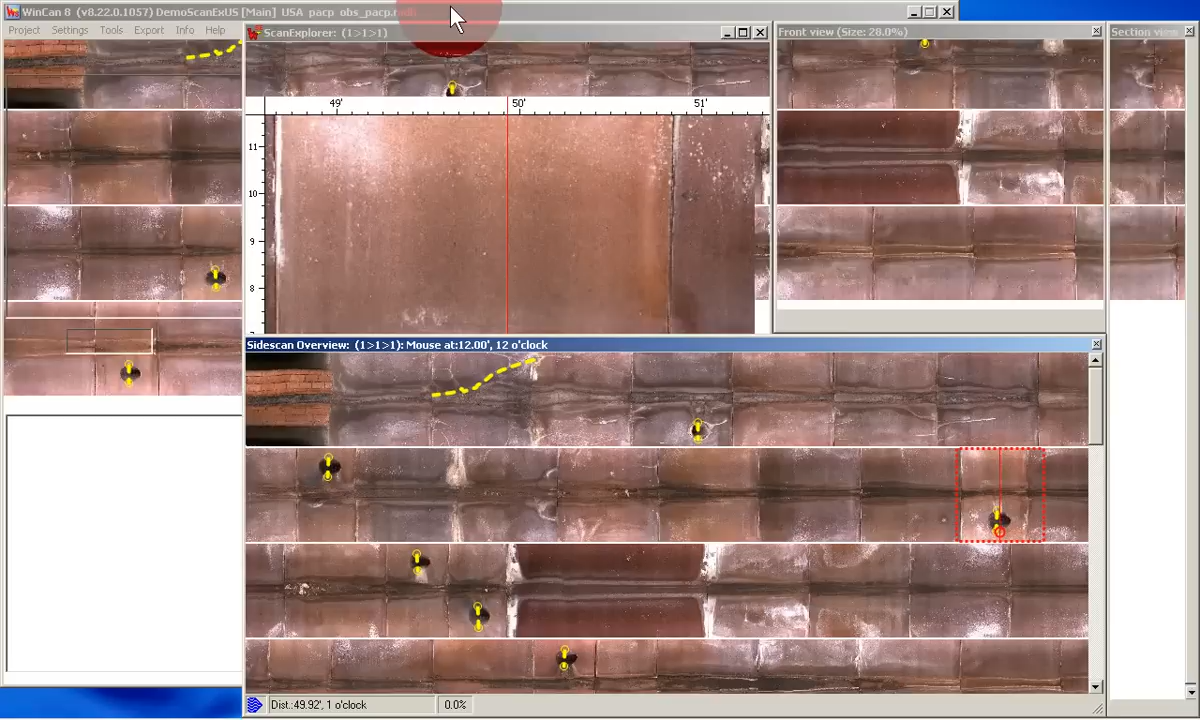 WinCan 8 (v8.22.0.1057) DemoScanExUS [Main] USA pacp obs_pacp.
Project Settings Tools Export Info Help
ScanExplorer: (1>1>1)
49' 50' 51'
11
10
9
8
7
Front view (Size: 28.0%)
Section view
Sidescan Overview: (1>1>1): Mouse at:12.00', 12 o'clock
Dist.:49.92', 1 o'clock 0.0%